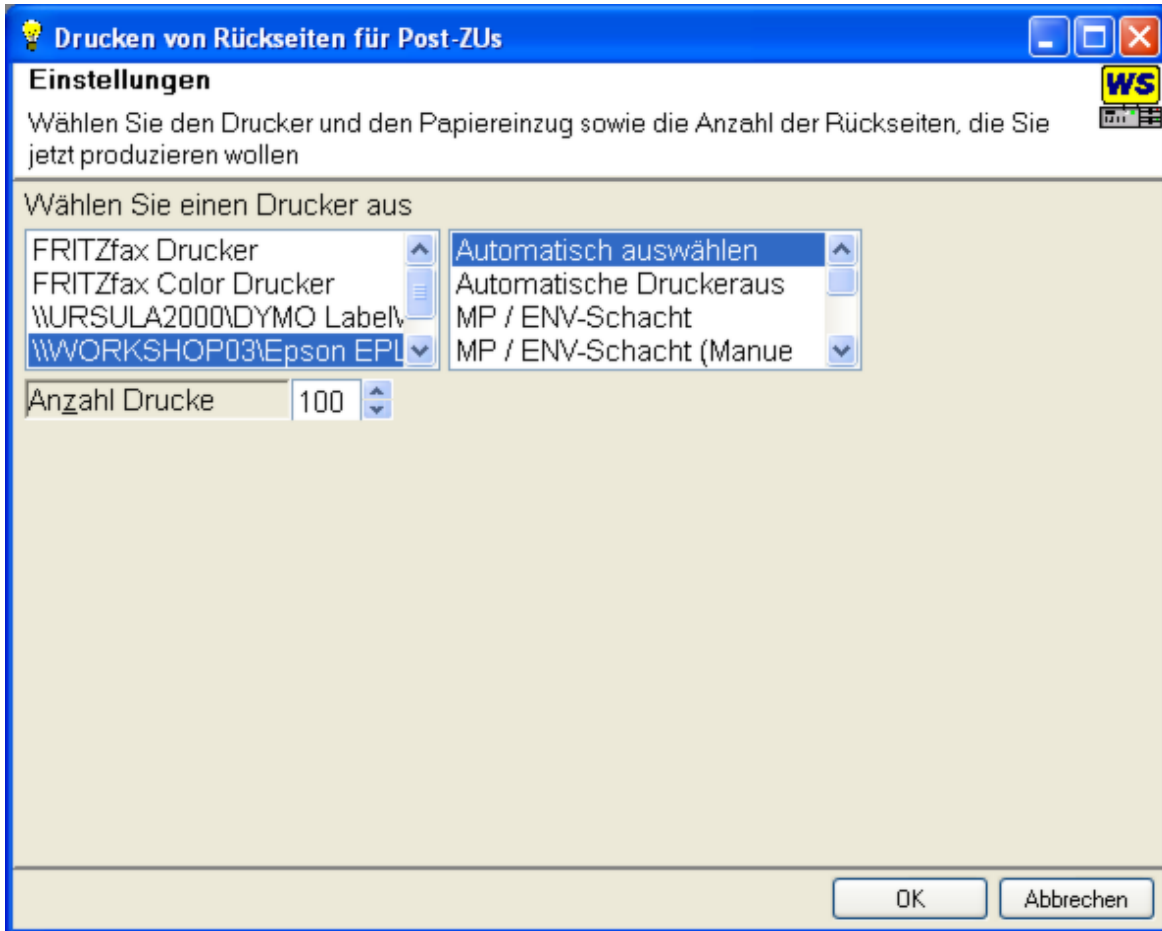 Drucken von Rückseiten für Post-ZUs
Einstellungen
WS
Wählen Sie den Drucker und den Papiereinzug sowie die Anzahl der Rückseiten, die Sie
jetzt produzieren wollen
Wählen Sie einen Drucker aus
FRITZfax Drucker
FRITZfax Color Drucker
\\URSULA2000\DYMO Label\
\\WORKSHOP03\Epson EPL
Automatisch auswählen
Automatische Druckeraus
MP / ENV-Schacht
MP / ENV-Schacht (Manue
Anzahl Drucke 100
OK Abbrechen